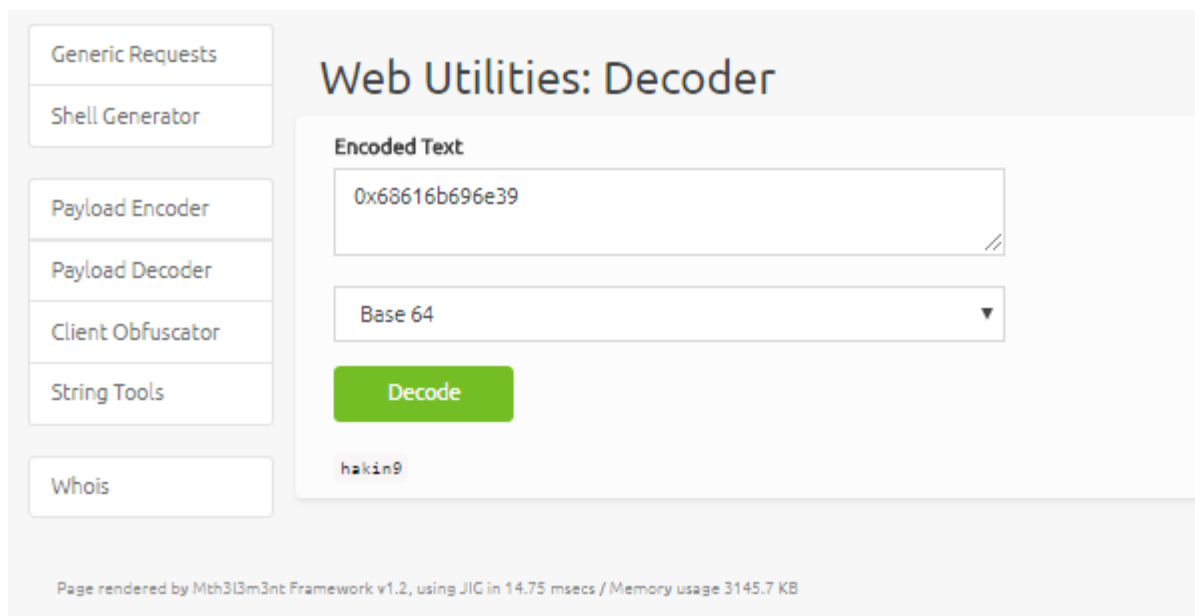 Generic Requests
Shell Generator
Payload Encoder
Payload Decoder
Client Obfuscator
String Tools
Whois
Web Utilities: Decoder
Encoded Text
0x68616b696e39
Base 64
Decode
hakin9
Page rendered by Mth3l3m3nt Framework v1.2, using JIG in 14.75 msecs / Memory usage 3145.7 KB